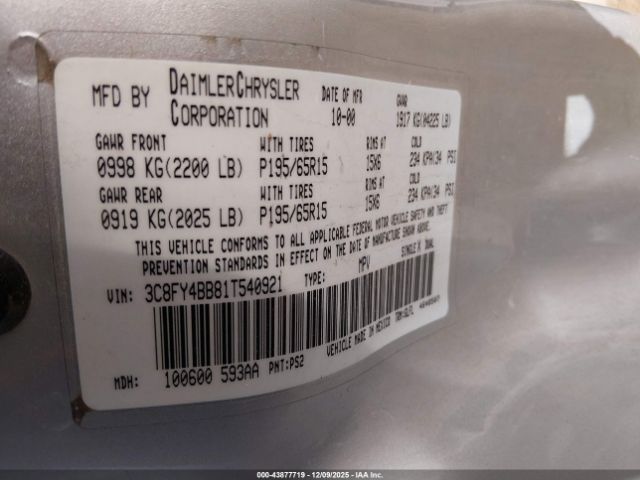 MFD BY DAIMLERCHRYSLER CORPORATION DATE OF MFR 10-00 GVWR 1917 KG(04225 LB)
GAWR FRONT WITH TIRES RIMS AT COLD
0998 KG(2200 LB) P195/65R15 15X6 234 KPA(34 PSI
GAWR REAR WITH TIRES RIMS AT COLD
0919 KG(2025 LB) P195/65R15 15X6 234 KPA(34 PSI
THIS VEHICLE CONFORMS TO ALL APPLICABLE FEDERAL MOTOR VEHICLE SAFETY AND THEFT
PREVENTION STANDARDS IN EFFECT ON THE DATE OF MANUFACTURE SHOWN ABOVE.
VIN: 3C8FY4BB81T540921 TYPE: MPV SINGLE X DUAL
VEHICLE MADE IN MEXICO
MDH: 100600 593AA PNT:PS2
000-43877719 - 12/09/2025 - IAA, Inc.